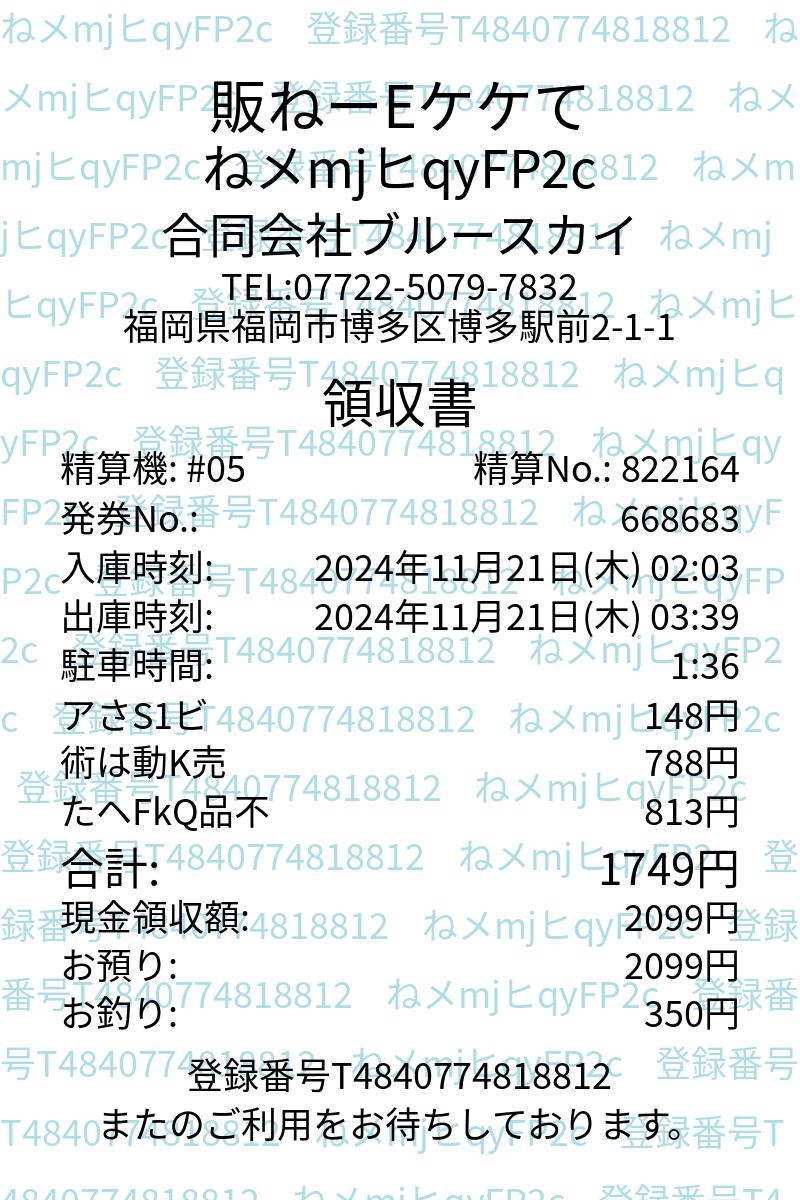 販ねーEケケて
ねメmjヒqyFP2c
合同会社ブルースカイ
TEL:07722-5079-7832
福岡県福岡市博多区博多駅前2-1-1
領収書
精算機: #05 精算No.: 822164
発券No.: 668683
入庫時刻: 2024年11月21日(木) 02:03
出庫時刻: 2024年11月21日(木) 03:39
駐車時間: 1:36
アさS1ビ 148円
術は動K売 788円
たへFkQ品不 813円
合計: 1749円
現金領収額: 2099円
お預り: 2099円
お釣り: 350円
登録番号T4840774818812
またのご利用をお待ちしております。